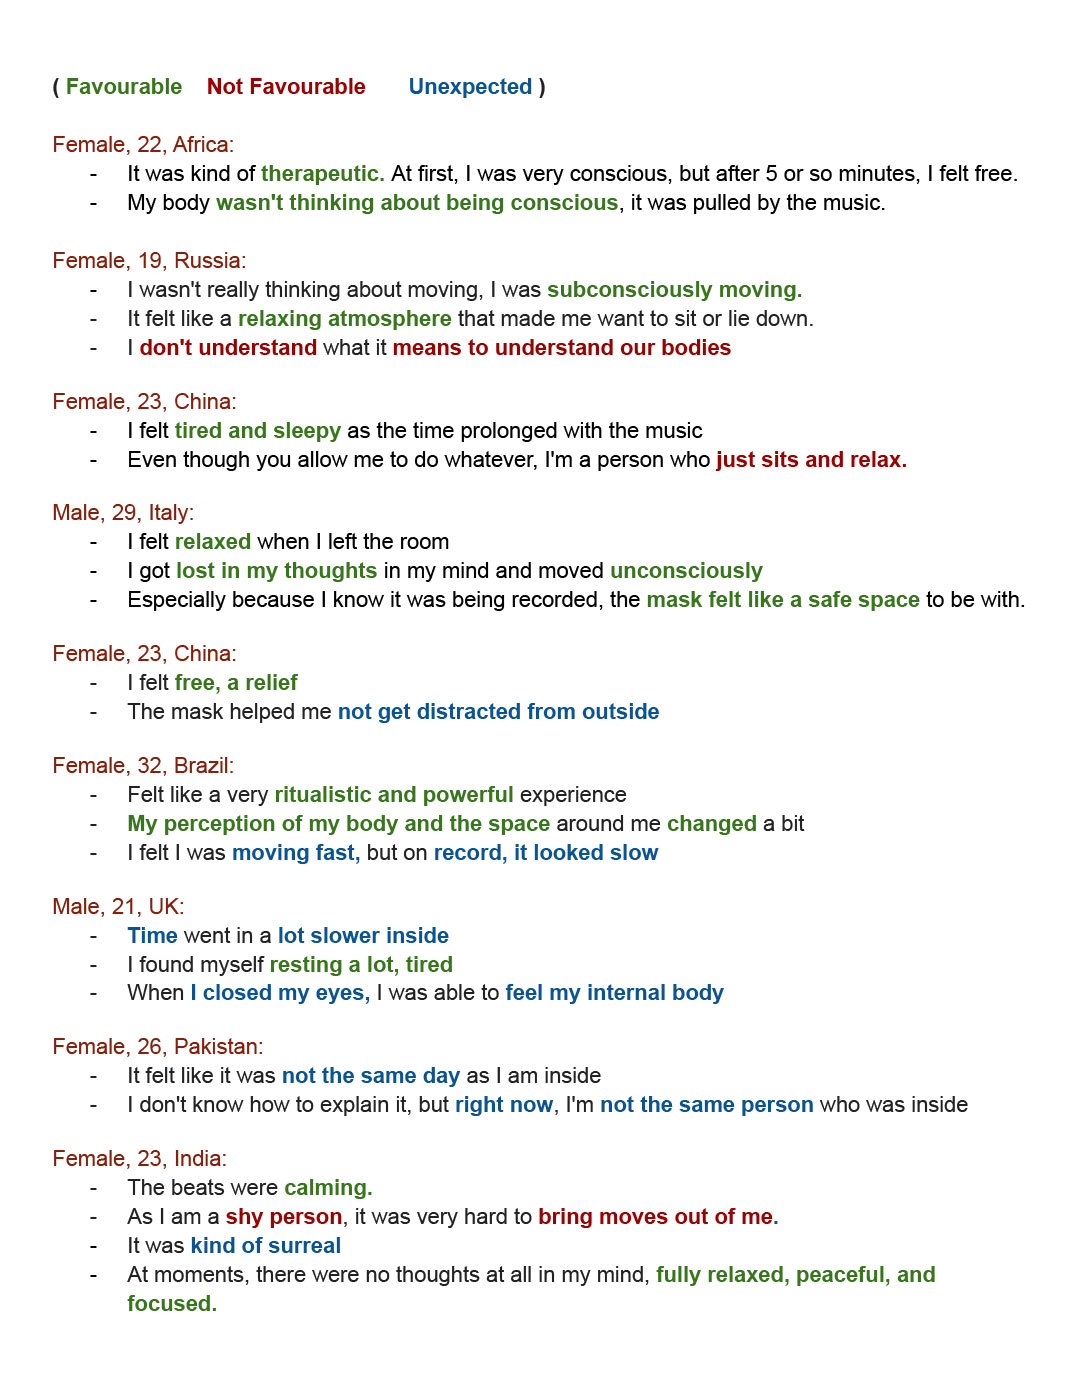 ( Favourable Not Favourable Unexpected )
Female, 22, Africa:
- It was kind of therapeutic. At first, I was very conscious, but after 5 or so minutes, I felt free.
- My body wasn't thinking about being conscious, it was pulled by the music.
Female, 19, Russia:
- I wasn't really thinking about moving, I was subconsciously moving.
- It felt like a relaxing atmosphere that made me want to sit or lie down.
- I don't understand what it means to understand our bodies
Female, 23, China:
- I felt tired and sleepy as the time prolonged with the music
- Even though you allow me to do whatever, I'm a person who just sits and relax.
Male, 29, Italy:
- I felt relaxed when I left the room
- I got lost in my thoughts in my mind and moved unconsciously
- Especially because I know it was being recorded, the mask felt like a safe space to be with.
Female, 23, China:
- I felt free, a relief
- The mask helped me not get distracted from outside
Female, 32, Brazil:
- Felt like a very ritualistic and powerful experience
- My perception of my body and the space around me changed a bit
- I felt I was moving fast, but on record, it looked slow
Male, 21, UK:
- Time went in a lot slower inside
- I found myself resting a lot, tired
- When I closed my eyes, I was able to feel my internal body
Female, 26, Pakistan:
- It felt like it was not the same day as I am inside
- I don't know how to explain it, but right now, I'm not the same person who was inside
Female, 23, India:
- The beats were calming.
- As I am a shy person, it was very hard to bring moves out of me.
- It was kind of surreal
- At moments, there were no thoughts at all in my mind, fully relaxed, peaceful, and
focused.